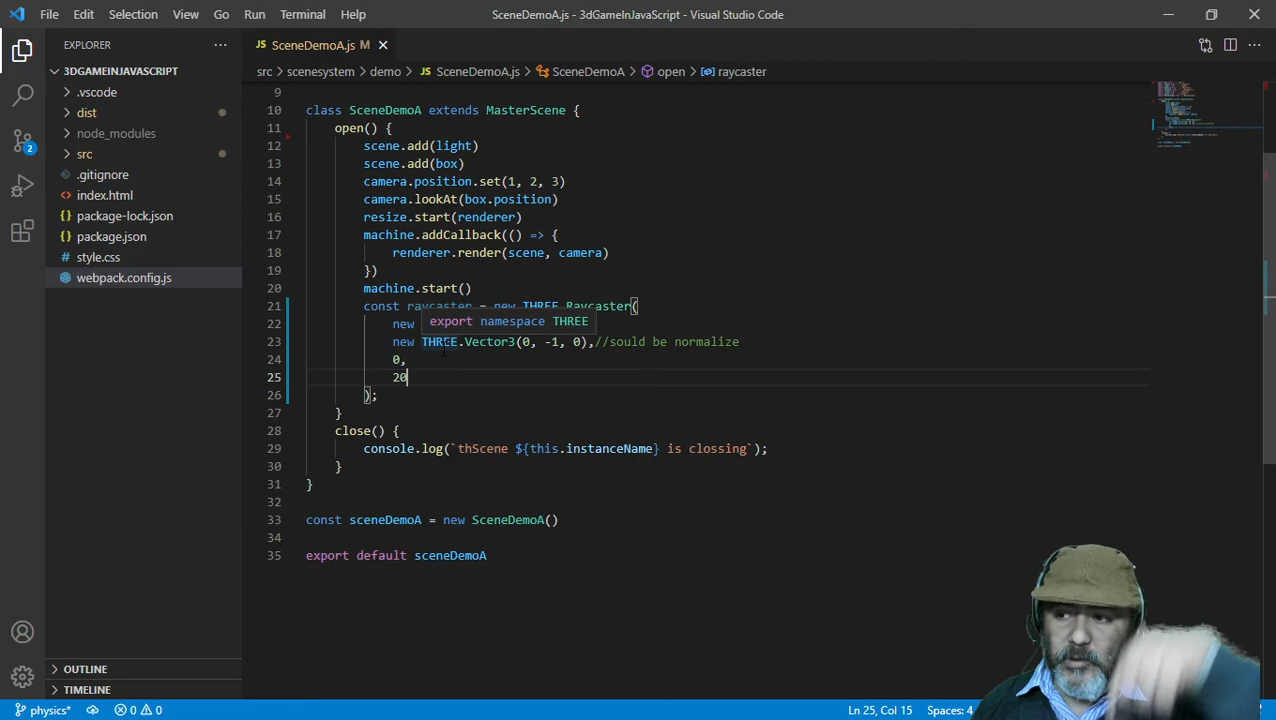 File Edit Selection View Go Run Terminal Help SceneDemoA.js - 3dGameInJavaScript - Visual Studio Code
EXPLORER
3DGAMEINJAVASCRIPT
.vscode
dist
node_modules
src
.gitignore
index.html
package-lock.json
package.json
style.css
webpack.config.js
OUTLINE
TIMELINE
2
JS SceneDemoA.js M
src > scenesystem > demo > JS SceneDemoA.js > SceneDemoA > open > raycaster
9
10 class SceneDemoA extends MasterScene {
11 open() {
12 scene.add(light)
13 scene.add(box)
14 camera.position.set(1, 2, 3)
15 camera.lookAt(box.position)
16 resize.start(renderer)
17 machine.addCallback(() => {
18 renderer.render(scene, camera)
19 })
20 machine.start()
21 const raycaster = new THREE.Raycaster(
22 new
export namespace THREE
23 new THREE.Vector3(0, -1, 0),//sould be normalize
24 0,
25 20
26 );
27 }
28 close() {
29 console.log(`thScene ${this.instanceName} is clossing`);
30 }
31 }
32
33 const sceneDemoA = new SceneDemoA()
34
35 export default sceneDemoA
physics* 0 0 Ln 25, Col 15 Spaces: 4